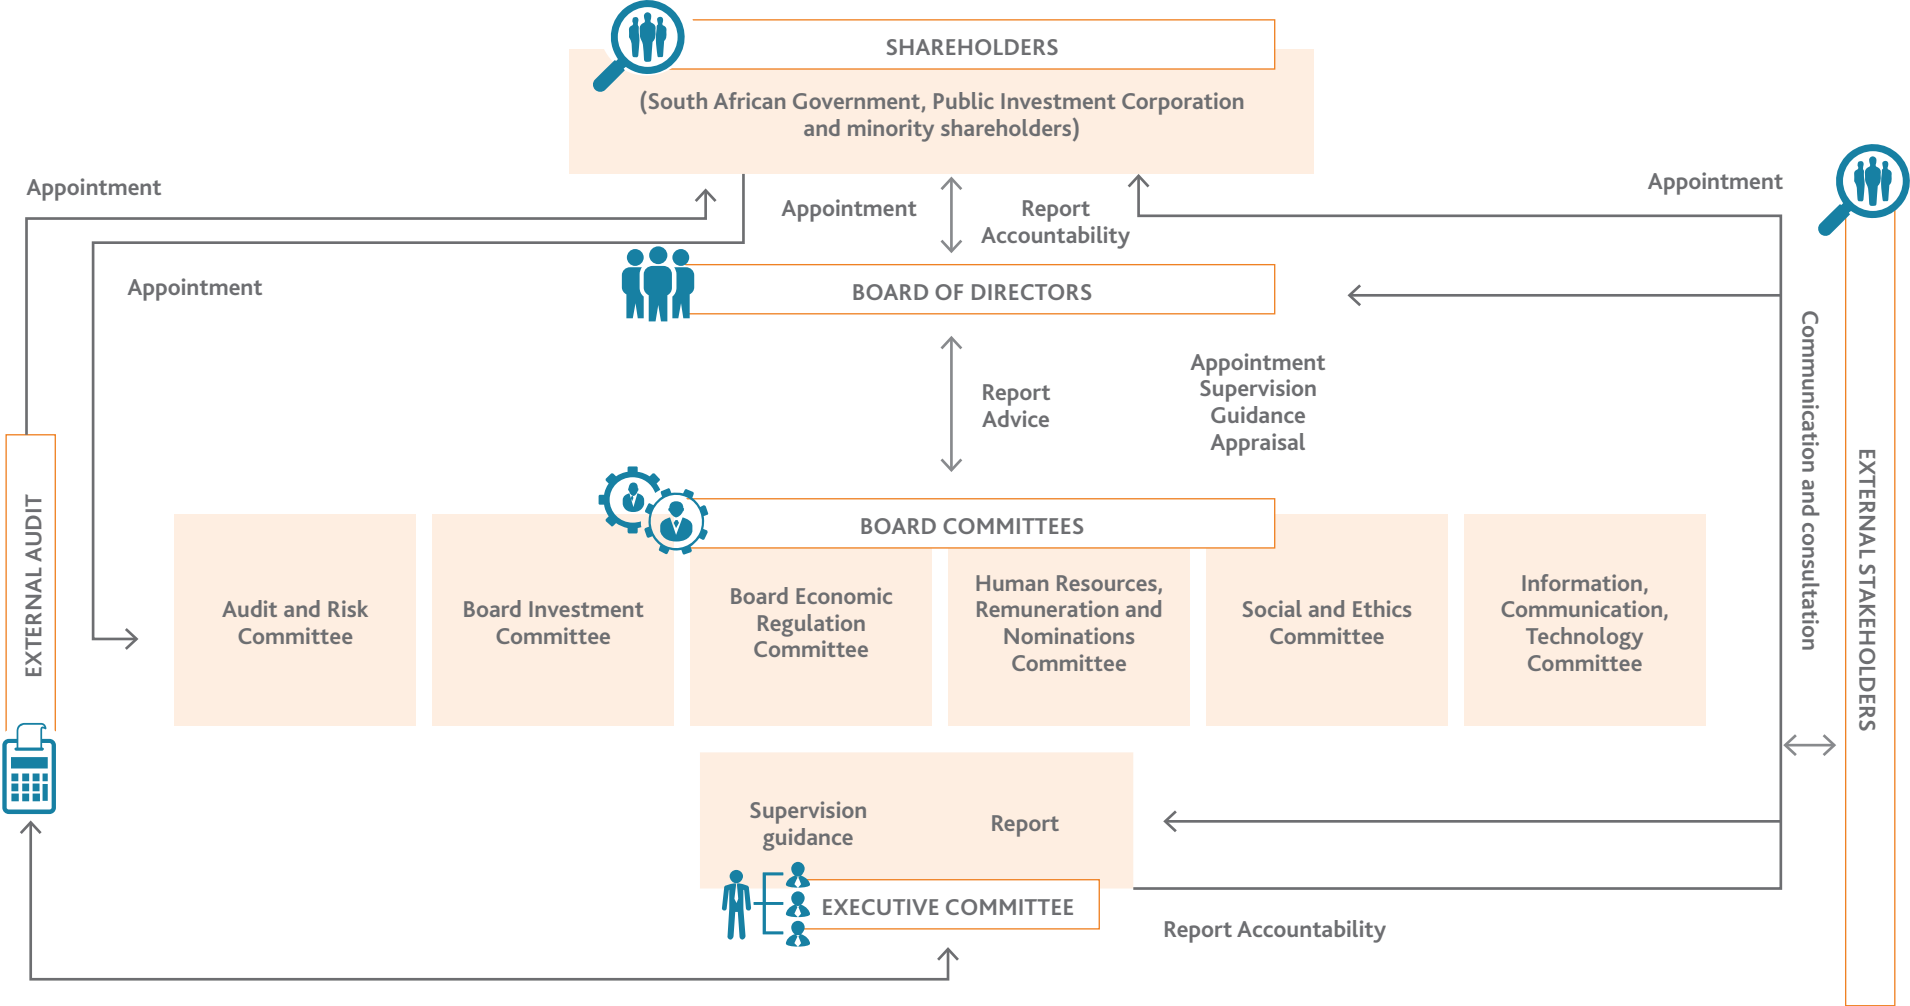 SHAREHOLDERS
(South African Government, Public Investment Corporation
and minority shareholders)
Appointment
Appointment
Appointment
Report
Accountability
Appointment
BOARD OF DIRECTORS
Appointment
Supervision
Guidance
Appraisal
Report
Advice
BOARD COMMITTEES
Audit and Risk
Committee
Board Investment
Committee
Board Economic
Regulation
Committee
Human Resources,
Remuneration and
Nominations
Committee
Social and Ethics
Committee
Information,
Communication,
Technology
Committee
Supervision
guidance
Report
EXECUTIVE COMMITTEE
Report Accountability
EXTERNAL AUDIT
Communication and consultation
EXTERNAL STAKEHOLDERS